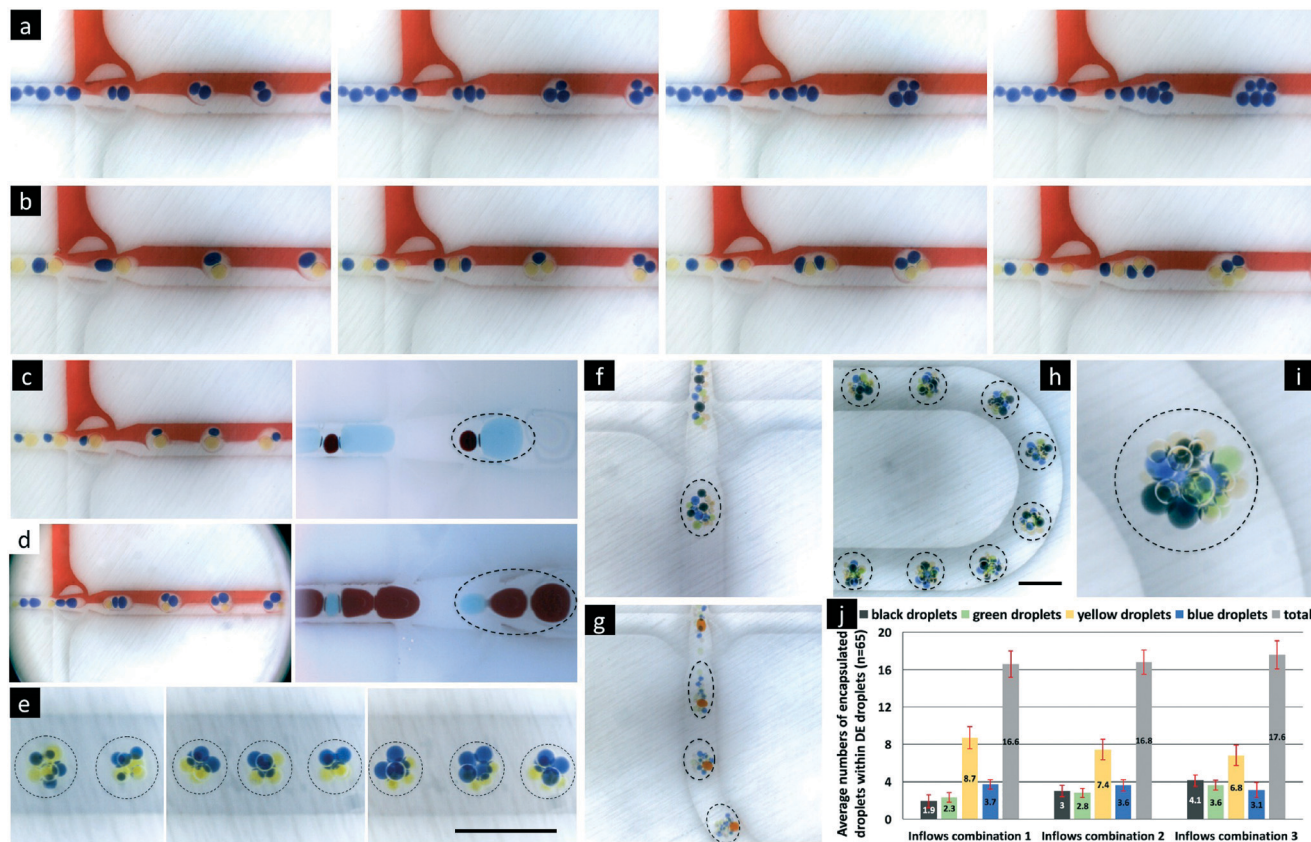 a
b
c
f
h
i
d
g
j
black droplets green droplets yellow droplets blue droplets total
Average numbers of encapsulated
droplets within DE droplets (n=65)
20
16
12
8
4
0
1.9 2.3 8.7 3.7 16.6
3 2.8 7.4 3.6 16.8
4.1 3.6 6.8 3.1 17.6
Inflows combination 1 Inflows combination 2 Inflows combination 3
e